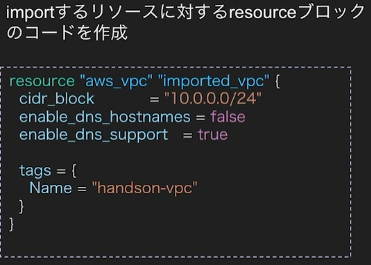 importするリソースに対するresourceブロック
のコードを作成
resource "aws_vpc" "imported_vpc" {
  cidr_block           = "10.0.0.0/24"
  enable_dns_hostnames = false
  enable_dns_support   = true
  tags = {
    Name = "handson-vpc"
  }
}